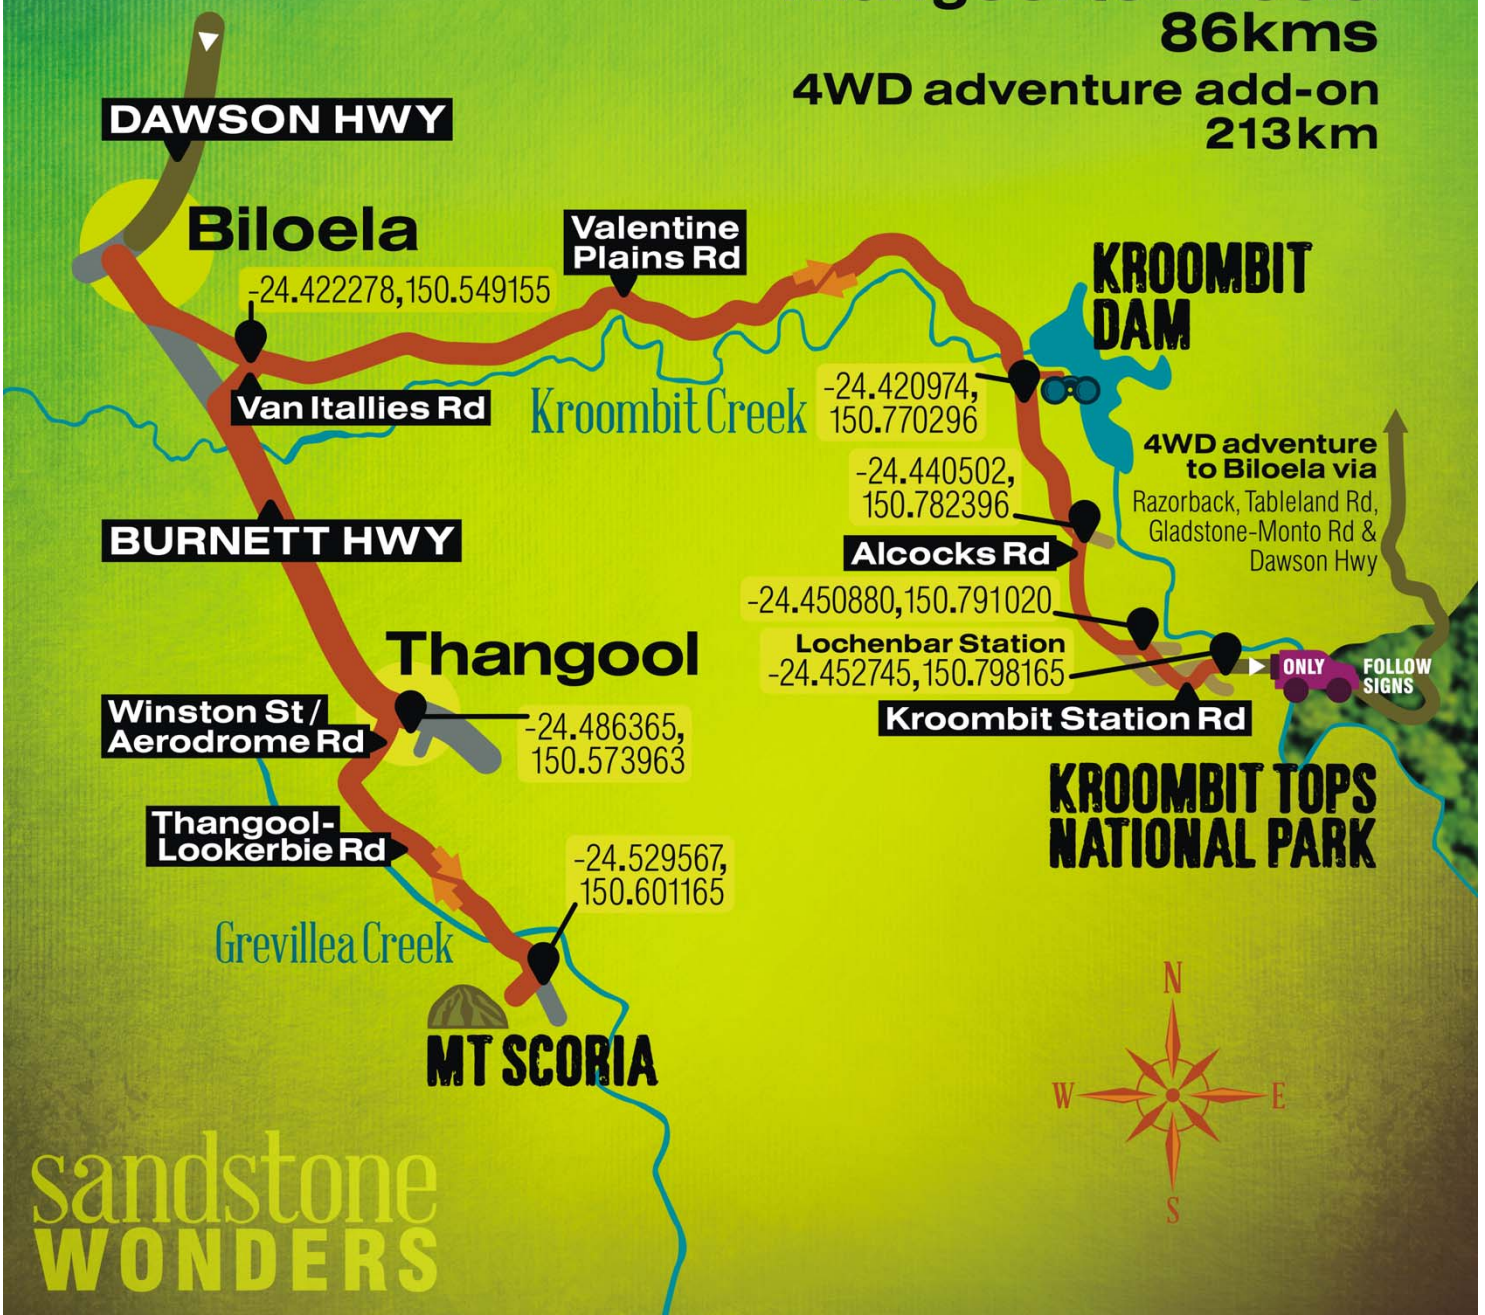 86kms
4WD adventure add-on
213km
DAWSON HWY
Biloela
-24.422278,150.549155
Valentine
Plains Rd
KROOMBIT
DAM
Van Itallies Rd
Kroombit Creek
-24.420974,
150.770296
4WD adventure
to Biloela via
Razorback, Tableland Rd,
Gladstone-Monto Rd &
Dawson Hwy
-24.440502,
150.782396
BURNETT HWY
Alcocks Rd
-24.450880,150.791020
Lochenbar Station
-24.452745,150.798165
ONLY
FOLLOW
SIGNS
Thangool
Winston St /
Aerodrome Rd
-24.486365,
150.573963
Kroombit Station Rd
KROOMBIT TOPS
NATIONAL PARK
Thangool-
Lookerbie Rd
-24.529567,
150.601165
Grevillea Creek
MT SCORIA
N
W
E
S
sandstone
WONDERS